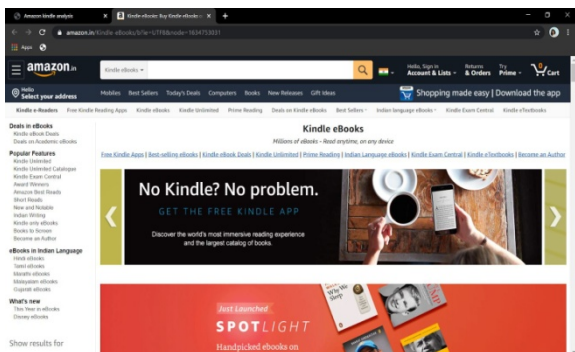 Amazon kindle analysis
Kindle eBooks: Buy Kindle eBooks o
amazon.in/Kindle-eBooks/b?ie=UTF8&node=1634753031
Apps
amazon.in
Kindle eBooks
Hello, Sign in
Account & Lists
Returns
& Orders
Try
Prime
0
Cart
Hello
Select your address
Mobiles Best Sellers Today's Deals Computers Books New Releases Gift Ideas
Shopping made easy | Download the app
Kindle e-Readers Free Kindle Reading Apps Kindle eBooks Kindle Unlimited Prime Reading Deals on Kindle eBooks Best Sellers Indian language eBooks Kindle Exam Central Kindle eTextbooks
Deals in eBooks
Kindle eBook Deals
Deals on Academic eBooks
Popular Features
Kindle Unlimited
Kindle Unlimited Catalogue
Kindle Exam Central
Award Winners
Amazon Best Reads
Short Reads
New and Notable
Indian Writing
Kindle only eBooks
Books to Screen
Become an Author
eBooks in Indian Language
Hindi eBooks
Tamil eBooks
Marathi eBooks
Malayalam eBooks
Gujarati eBooks
What's new
This Year in eBooks
Disney eBooks
Show results for
Kindle eBooks
Millions of eBooks - Read anytime, on any device
Free Kindle Apps | Best-selling eBooks | Kindle eBook Deals | Kindle Unlimited | Prime Reading | Indian Language eBooks | Kindle Exam Central | Kindle eTextbooks | Become an Author
No Kindle? No problem.
GET THE FREE KINDLE APP
Discover the world's most immersive reading experience
and the largest catalog of books.
Just Launched
SPOTLIGHT
Handpicked ebooks on
Why We
Sleep